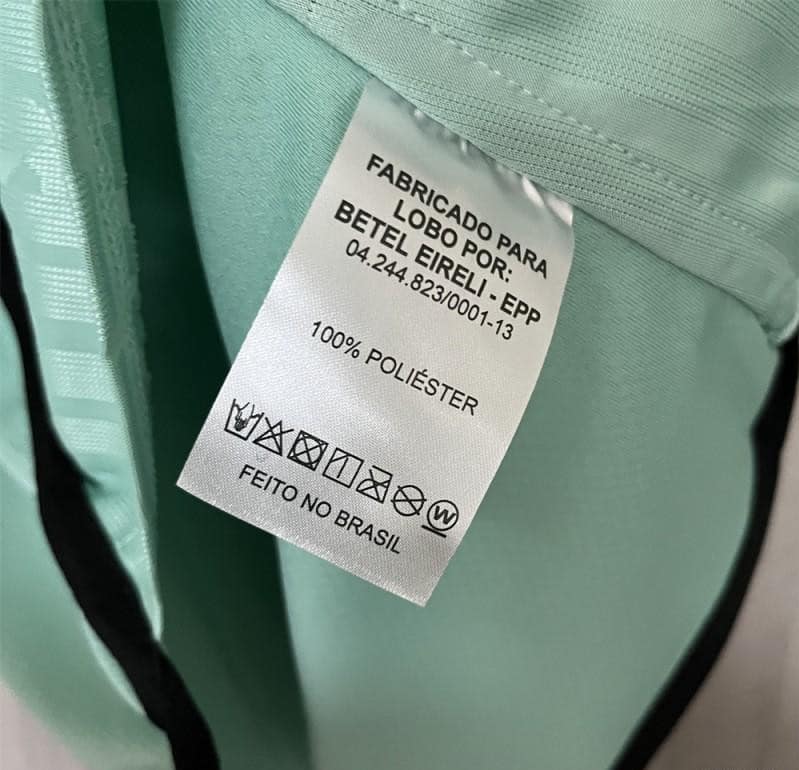 FABRICADO PARA
LOBO POR:
BETEL EIRELI - EPP
04.244.823/0001-13
100% POLIÉSTER
W
FEITO NO BRASIL